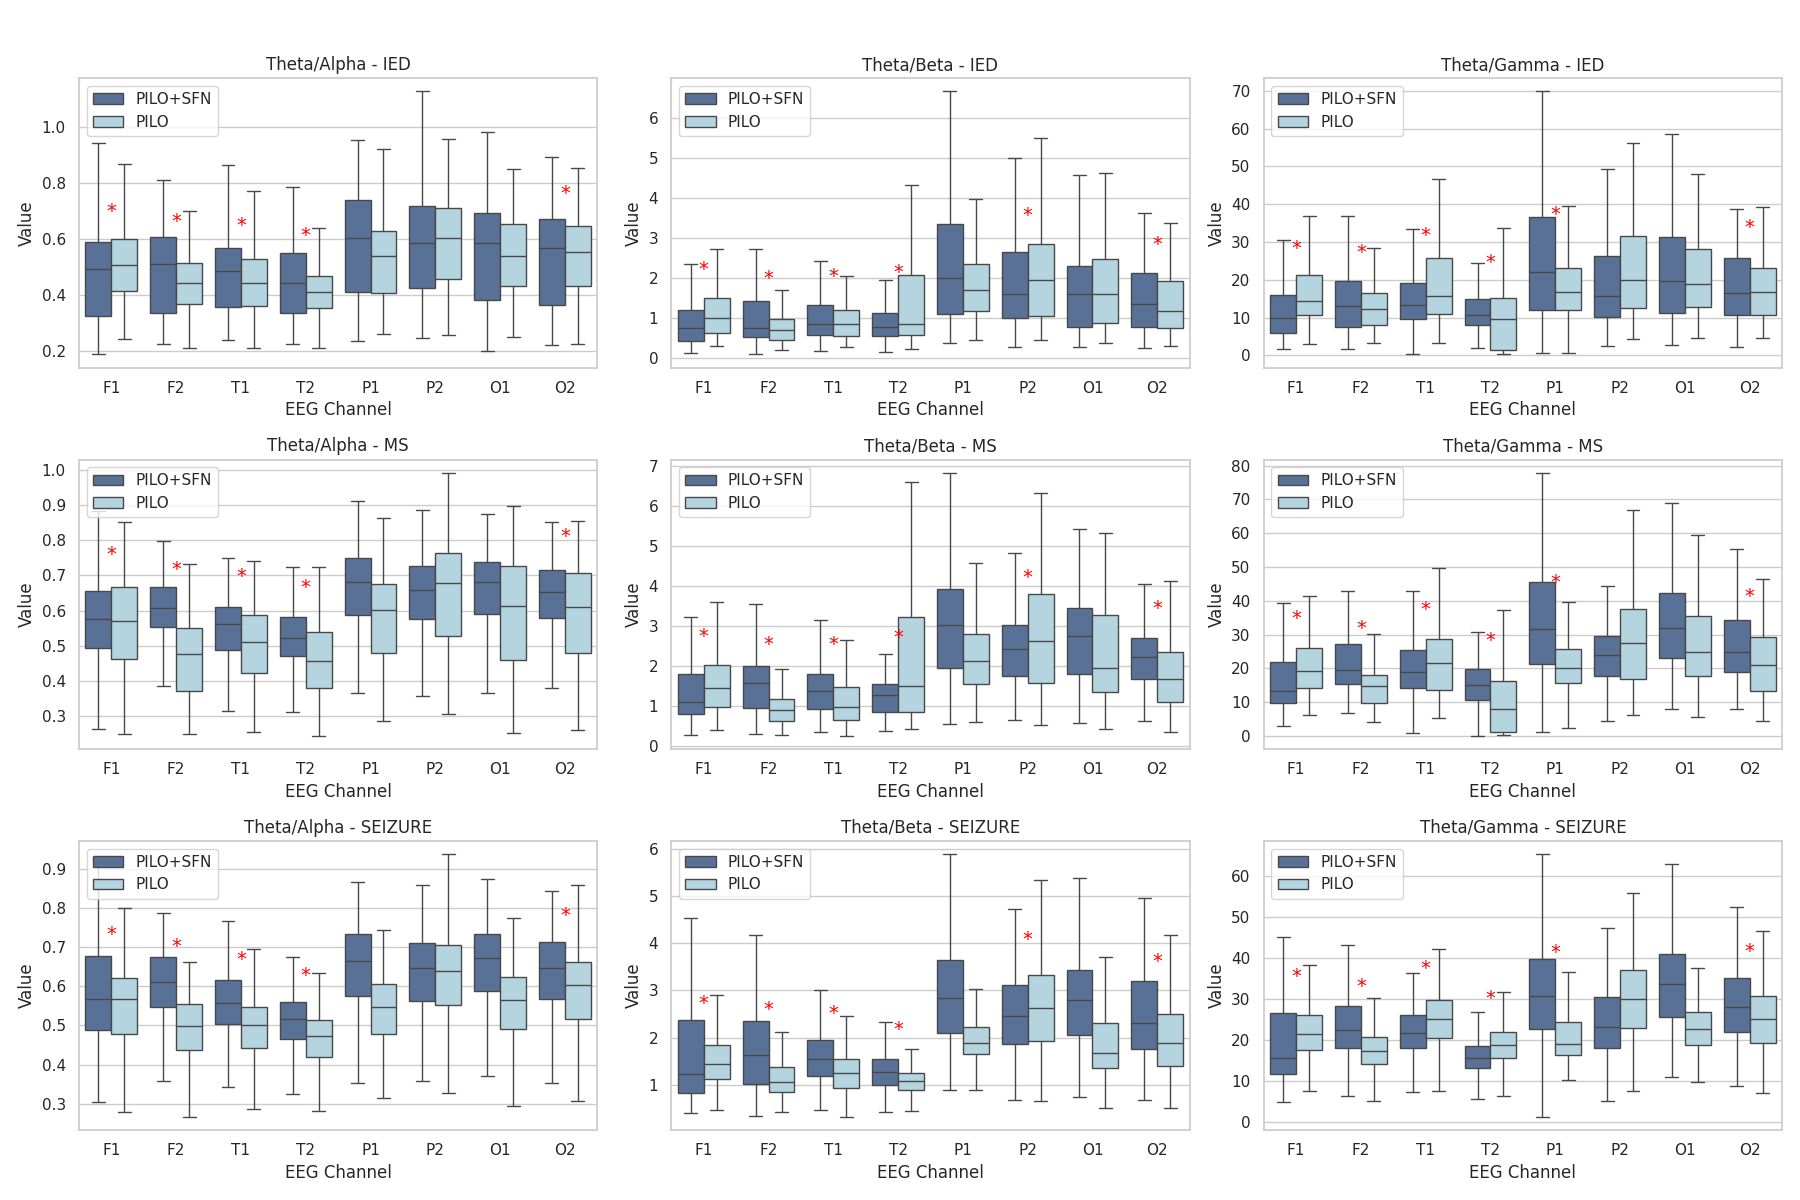 Theta/Alpha - IED
PILO+SFN
PILO
Value
1.0
0.8
0.6
0.4
0.2
F1 F2 T1 T2 P1 P2 O1 O2
EEG Channel
* * * * *
Theta/Beta - IED
PILO+SFN
PILO
Value
6
5
4
3
2
1
0
F1 F2 T1 T2 P1 P2 O1 O2
EEG Channel
* * * * * *
Theta/Gamma - IED
PILO+SFN
PILO
Value
70
60
50
40
30
20
10
0
F1 F2 T1 T2 P1 P2 O1 O2
EEG Channel
* * * * * *
Theta/Alpha - MS
PILO+SFN
PILO
Value
1.0
0.9
0.8
0.7
0.6
0.5
0.4
0.3
F1 F2 T1 T2 P1 P2 O1 O2
EEG Channel
* * * * *
Theta/Beta - MS
PILO+SFN
PILO
Value
7
6
5
4
3
2
1
0
F1 F2 T1 T2 P1 P2 O1 O2
EEG Channel
* * * * * *
Theta/Gamma - MS
PILO+SFN
PILO
Value
80
70
60
50
40
30
20
10
0
F1 F2 T1 T2 P1 P2 O1 O2
EEG Channel
* * * * * *
Theta/Alpha - SEIZURE
PILO+SFN
PILO
Value
0.9
0.8
0.7
0.6
0.5
0.4
0.3
F1 F2 T1 T2 P1 P2 O1 O2
EEG Channel
* * * * *
Theta/Beta - SEIZURE
PILO+SFN
PILO
Value
6
5
4
3
2
1
F1 F2 T1 T2 P1 P2 O1 O2
EEG Channel
* * * * * *
Theta/Gamma - SEIZURE
PILO+SFN
PILO
Value
60
50
40
30
20
10
0
F1 F2 T1 T2 P1 P2 O1 O2
EEG Channel
* * * * * *